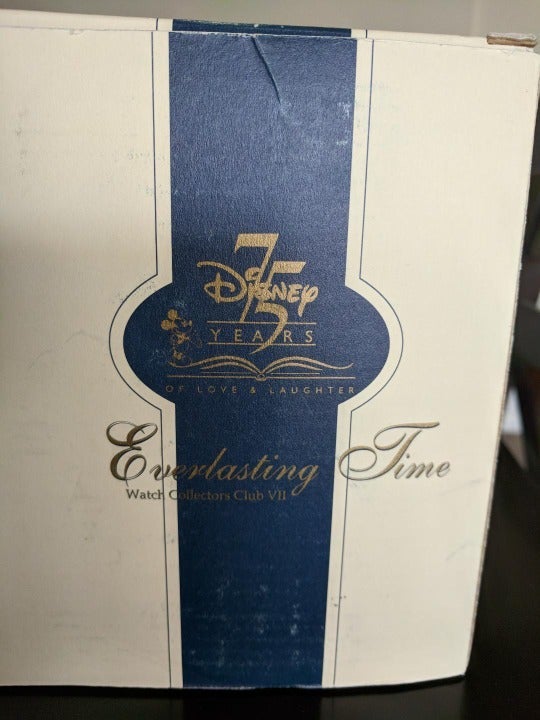 75
Disney
YEARS
OF LOVE & LAUGHTER
Everlasting Time
Watch Collectors Club VII